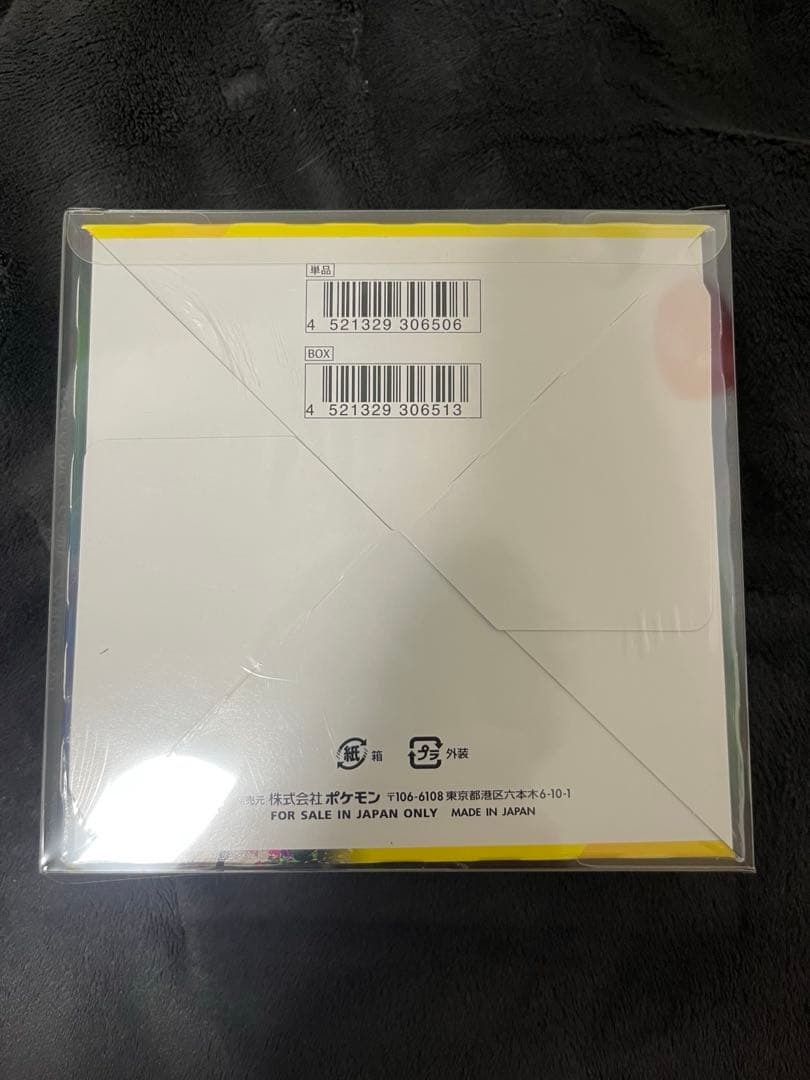 単品
4 521329 306506
BOX
4 521329 306513
紙 箱 プラ 外装
売元 株式会社ポケモン 〒106-6108 東京都港区六本木6-10-1
FOR SALE IN JAPAN ONLY MADE IN JAPAN